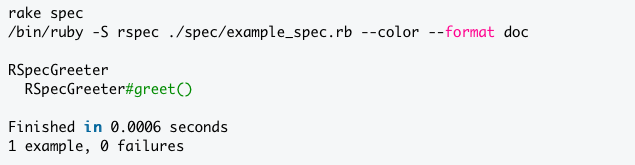 rake spec
/bin/ruby -S rspec ./spec/example_spec.rb --color --format doc
RSpecGreeter
RSpecGreeter#greet()
Finished in 0.0006 seconds
1 example, 0 failures